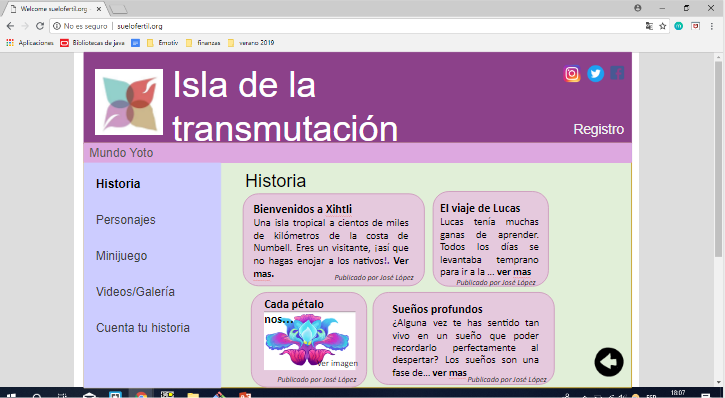 Welcome suelofertil.org -
No es seguro | suelofertil.org
Aplicaciones Bibliotecas de java Emotiv finanzas verano 2019
Isla de la
transmutación
Registro
Mundo Yoto
Historia
Personajes
Minijuego
Videos/Galería
Cuenta tu historia
Historia
Bienvenidos a Xihtli
Una isla tropical a cientos de miles
de kilómetros de la costa de
Numbell. Eres un visitante, ¡así que
no hagas enojar a los nativos!. Ver
mas.
Publicado por José López
El viaje de Lucas
Lucas tenía muchas
ganas de aprender.
Todos los días se
levantaba temprano
para ir a la ... ver mas
Publicado por José López
Cada pétalo
nos...
Ver imagen
Publicado por José López
Sueños profundos
¿Alguna vez te has sentido tan
vivo en un sueño que poder
recordarlo perfectamente al
despertar? Los sueños son una
fase de... ver mas
Publicado por José López
ESP
18:07